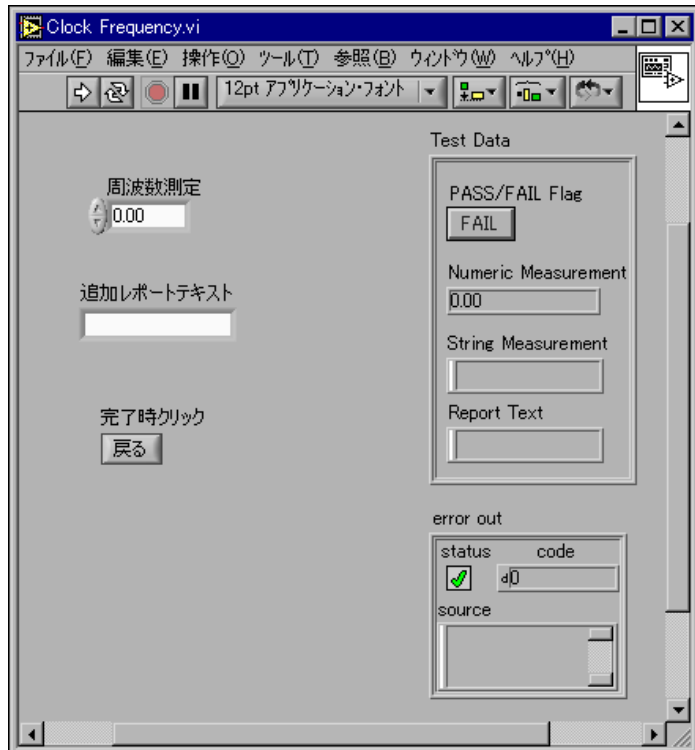 Clock Frequency.vi
ファイル(F) 編集(E) 操作(O) ツール(T) 参照(B) ウィンドウ(W) ヘルプ(H)
12pt アプリケーション・フォント
Test Data
周波数測定
0.00
PASS/FAIL Flag
FAIL
追加レポートテキスト
Numeric Measurement
0.00
String Measurement
完了時クリック
戻る
Report Text
error out
status code
d0
source